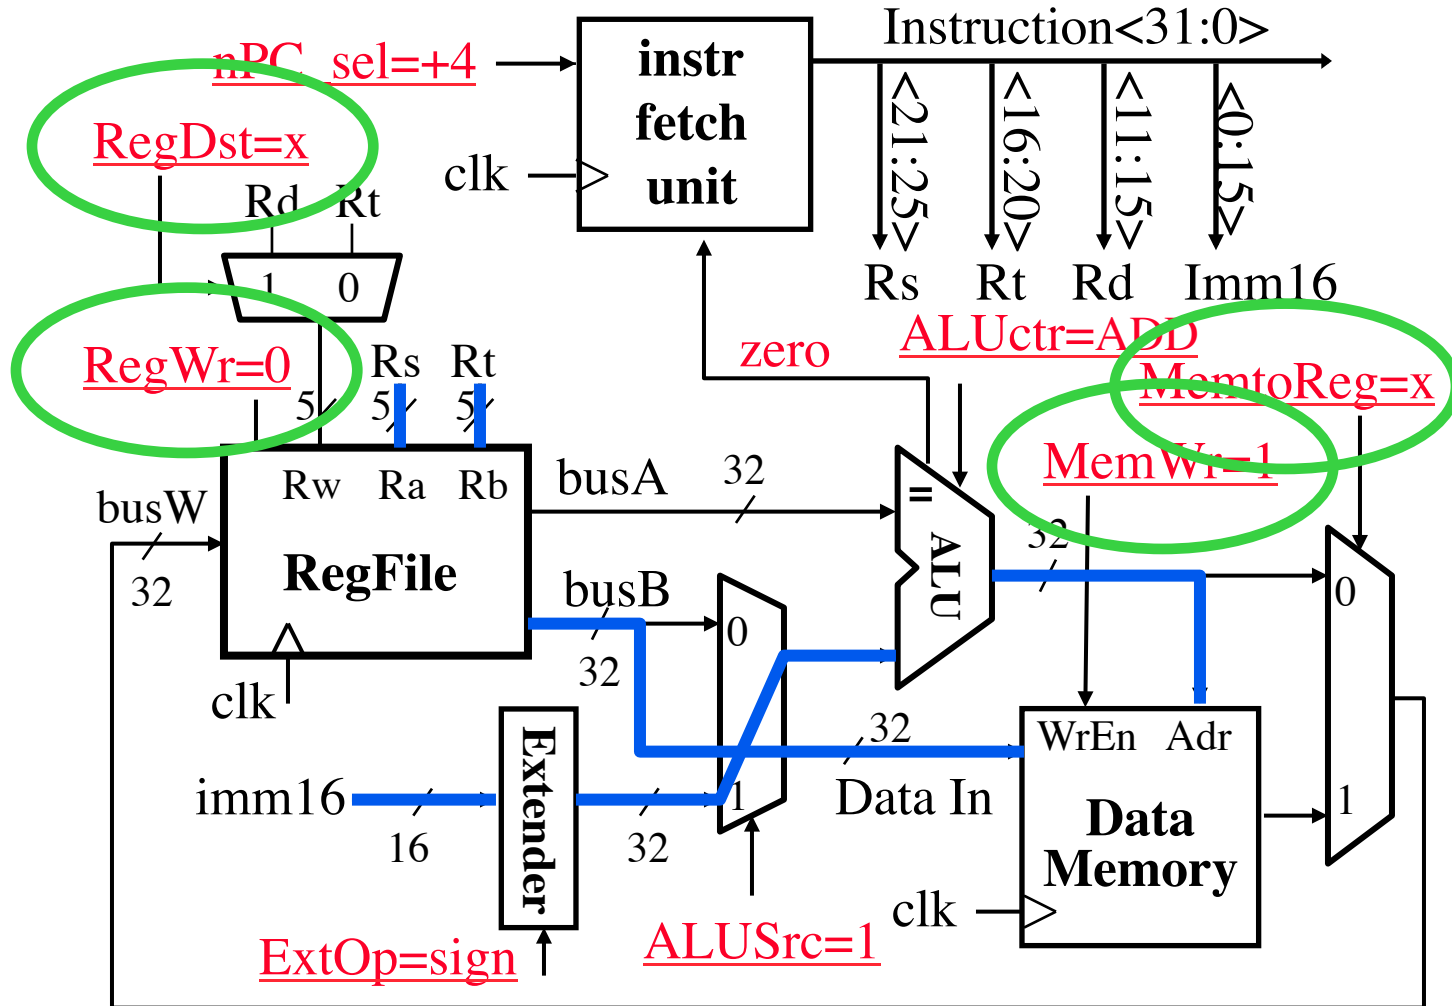 Instruction<31:0>
nPC_sel=+4
instr
fetch
unit
clk
<21:25>
<16:20>
<11:15>
<0:15>
RegDst=x
Rd
Rt
1
0
Rs
Rt
Rd
Imm16
RegWr=0
zero
ALUctr=ADD
MemtoReg=x
Rs
Rt
5
5
5
MemWr=1
Rw
Ra
Rb
busA
32
=
ALU
32
busW
32
RegFile
busB
32
0
0
clk
Extender
32
WrEn
Adr
imm16
16
32
1
Data In
1
Data
Memory
clk
ExtOp=sign
ALUSrc=1